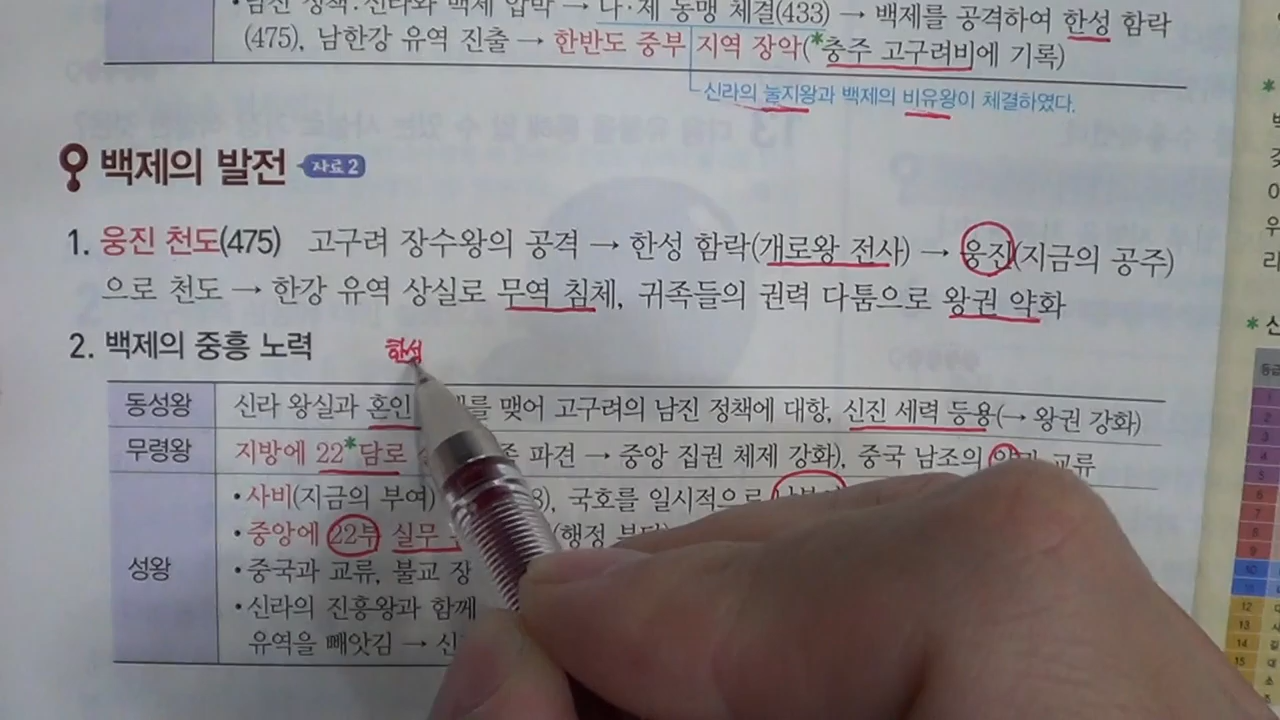 남진 정책: 신라와 백제 압박 → 나·제 동맹 체결(433) → 백제를 공격하여 한성 함락
(475), 남한강 유역 진출 → 한반도 중부 지역 장악(*충주 고구려비에 기록)
신라의 눌지왕과 백제의 비유왕이 체결하였다.
백제의 발전 자료 2
1. 웅진 천도(475) 고구려 장수왕의 공격 → 한성 함락(개로왕 전사) → 웅진(지금의 공주)
으로 천도 → 한강 유역 상실로 무역 침체, 귀족들의 권력 다툼으로 왕권 약화
2. 백제의 중흥 노력 한성
동성왕 신라 왕실과 혼인 를 맺어 고구려의 남진 정책에 대항, 신진 세력 등용(→ 왕권 강화)
무령왕 지방에 22*담로 파견 → 중앙 집권 체제 강화), 중국 남조의 교류
성왕
• 사비(지금의 부여) 8), 국호를 일시적으로
• 중앙에 22부 실무 (행정
• 중국과 교류, 불교 장
• 신라의 진흥왕과 함께
유역을 빼앗김 →